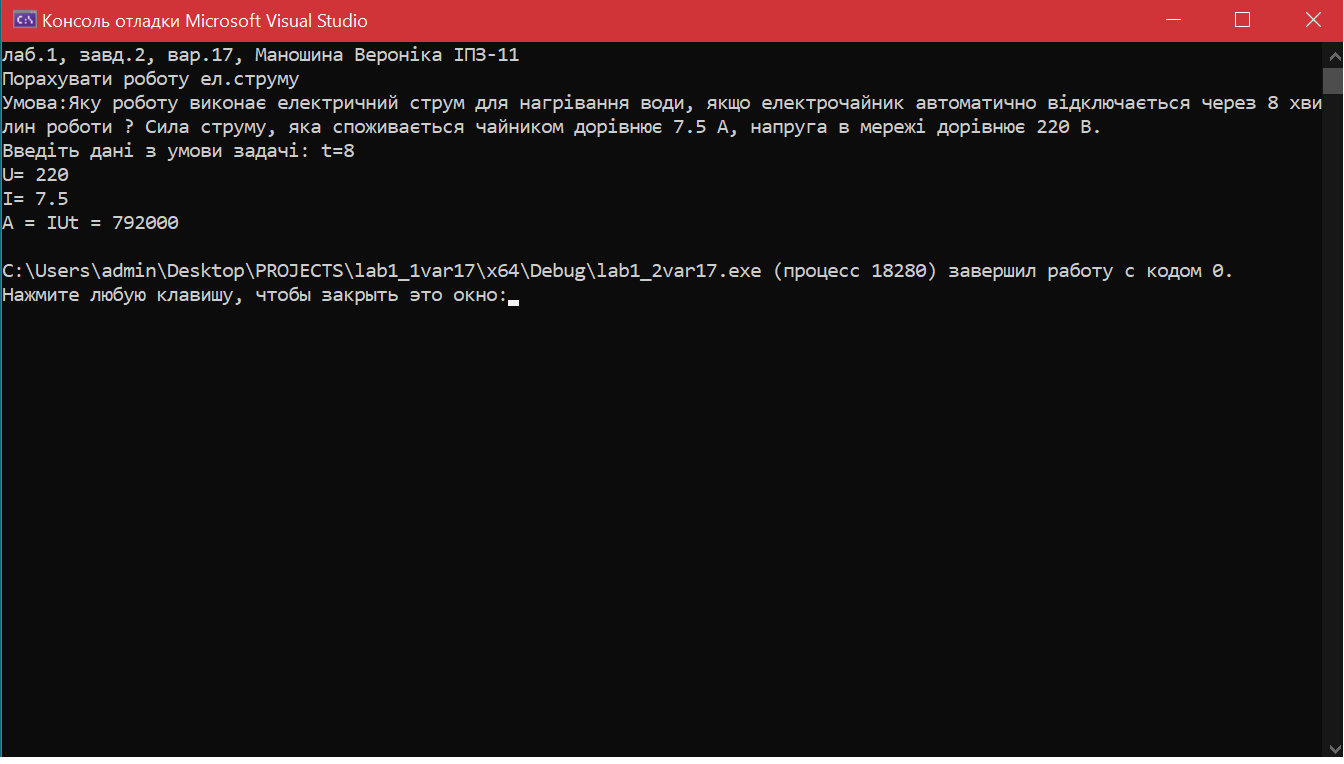 Консоль отладки Microsoft Visual Studio
лаб.1, завд.2, вар.17, Маношина Вероніка ІПЗ-11
Порахувати роботу ел.струму
Умова:Яку роботу виконає електричний струм для нагрівання води, якщо електрочайник автоматично відключається через 8 хви
лин роботи ? Сила струму, яка споживається чайником дорівнює 7.5 А, напруга в мережі дорівнює 220 В.
Введіть дані з умови задачі: t=8
U= 220
I= 7.5
A = IUt = 792000
C:\Users\admin\Desktop\PROJECTS\lab1_1var17\x64\Debug\lab1_2var17.exe (процесс 18280) завершил работу с кодом 0.
Нажмите любую клавишу, чтобы закрыть это окно: